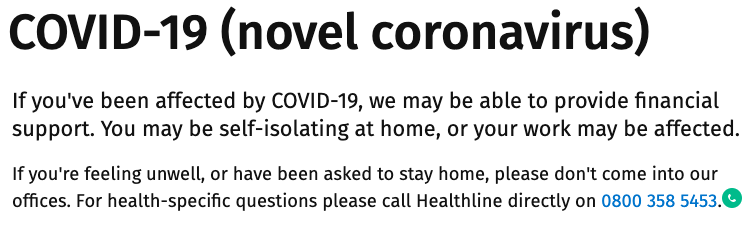 COVID-19 (novel coronavirus)
If you've been affected by COVID-19, we may be able to provide financial
support. You may be self-isolating at home, or your work may be affected.
If you're feeling unwell, or have been asked to stay home, please don't come into our
offices. For health-specific questions please call Healthline directly on 0800 358 5453.